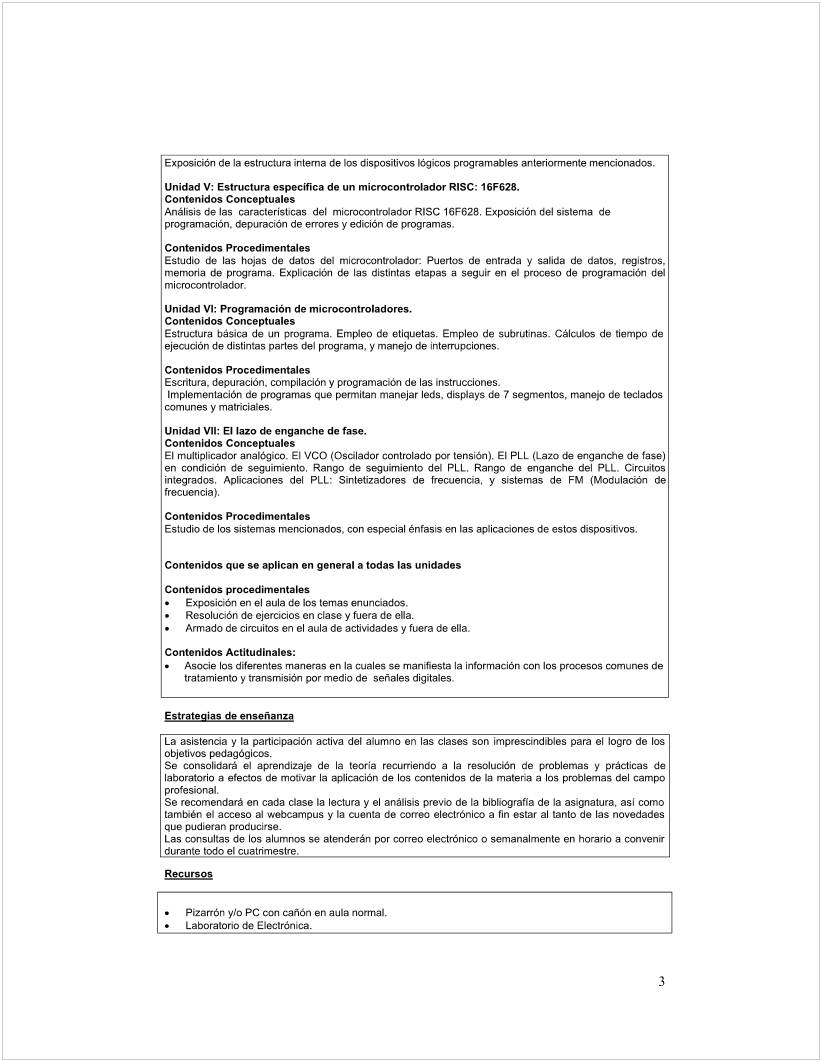 Exposición de la estructura interna de los dispositivos lógicos programables anteriormente mencionados.
Unidad V: Estructura específica de un microcontrolador RISC: 16F628.
Contenidos Conceptuales
Análisis de las características del microcontrolador RISC 16F628. Exposición del sistema de
programación, depuración de errores y edición de programas.
Contenidos Procedimentales
Estudio de las hojas de datos del microcontrolador: Puertos de entrada y salida de datos, registros,
memoria de programa. Explicación de las distintas etapas a seguir en el proceso de programación del
microcontrolador.
Unidad VI: Programación de microcontroladores.
Contenidos Conceptuales
Estructura básica de un programa. Empleo de etiquetas. Empleo de subrutinas. Cálculos de tiempo de
ejecución de distintas partes del programa, y manejo de interrupciones.
Contenidos Procedimentales
Escritura, depuración, compilación y programación de las instrucciones.
Implementación de programas que permitan manejar leds, displays de 7 segmentos, manejo de teclados
comunes y matriciales.
Unidad VII: El lazo de enganche de fase.
Contenidos Conceptuales
El multiplicador analógico. El VCO (Oscilador controlado por tensión). El PLL (Lazo de enganche de fase)
en condición de seguimiento. Rango de seguimiento del PLL. Rango de enganche del PLL. Circuitos
integrados. Aplicaciones del PLL: Sintetizadores de frecuencia, y sistemas de FM (Modulación de
frecuencia).
Contenidos Procedimentales
Estudio de los sistemas mencionados, con especial énfasis en las aplicaciones de estos dispositivos.
Contenidos que se aplican en general a todas las unidades
Contenidos procedimentales
• Exposición en el aula de los temas enunciados.
• Resolución de ejercicios en clase y fuera de ella.
• Armado de circuitos en el aula de actividades y fuera de ella.
Contenidos Actitudinales:
• Asocie los diferentes maneras en la cuales se manifiesta la información con los procesos comunes de
tratamiento y transmisión por medio de señales digitales.
Estrategias de enseñanza
La asistencia y la participación activa del alumno en las clases son imprescindibles para el logro de los
objetivos pedagógicos.
Se consolidará el aprendizaje de la teoría recurriendo a la resolución de problemas y prácticas de
laboratorio a efectos de motivar la aplicación de los contenidos de la materia a los problemas del campo
profesional.
Se recomendará en cada clase la lectura y el análisis previo de la bibliografía de la asignatura, así como
también el acceso al webcampus y la cuenta de correo electrónico a fin estar al tanto de las novedades
que pudieran producirse.
Las consultas de los alumnos se atenderán por correo electrónico o semanalmente en horario a convenir
durante todo el cuatrimestre.
Recursos
• Pizarrón y/o PC con cañón en aula normal.
• Laboratorio de Electrónica.
3